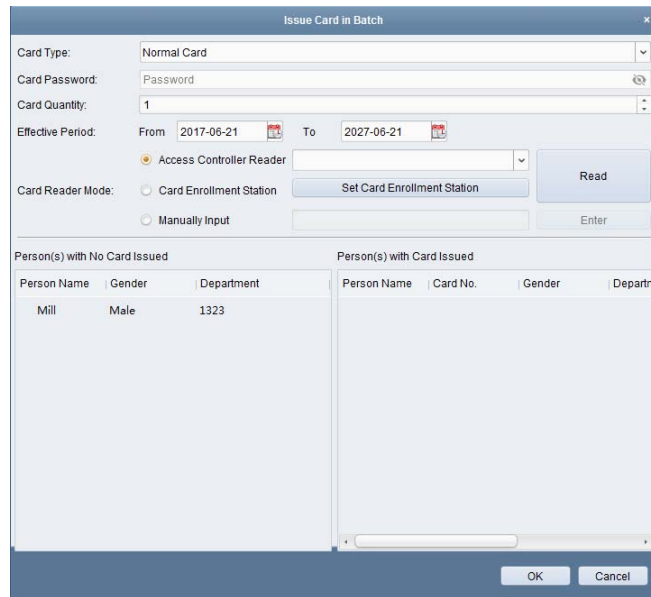 Issue Card in Batch ×
Card Type: Normal Card
Card Password: Password
Card Quantity: 1
Effective Period: From 2017-06-21 To 2027-06-21
Access Controller Reader
Read
Card Reader Mode: Card Enrollment Station Set Card Enrollment Station
Manually Input Enter
Person(s) with No Card Issued Person(s) with Card Issued
Person Name Gender Department Person Name Card No. Gender Departm
Mill Male 1323
OK Cancel